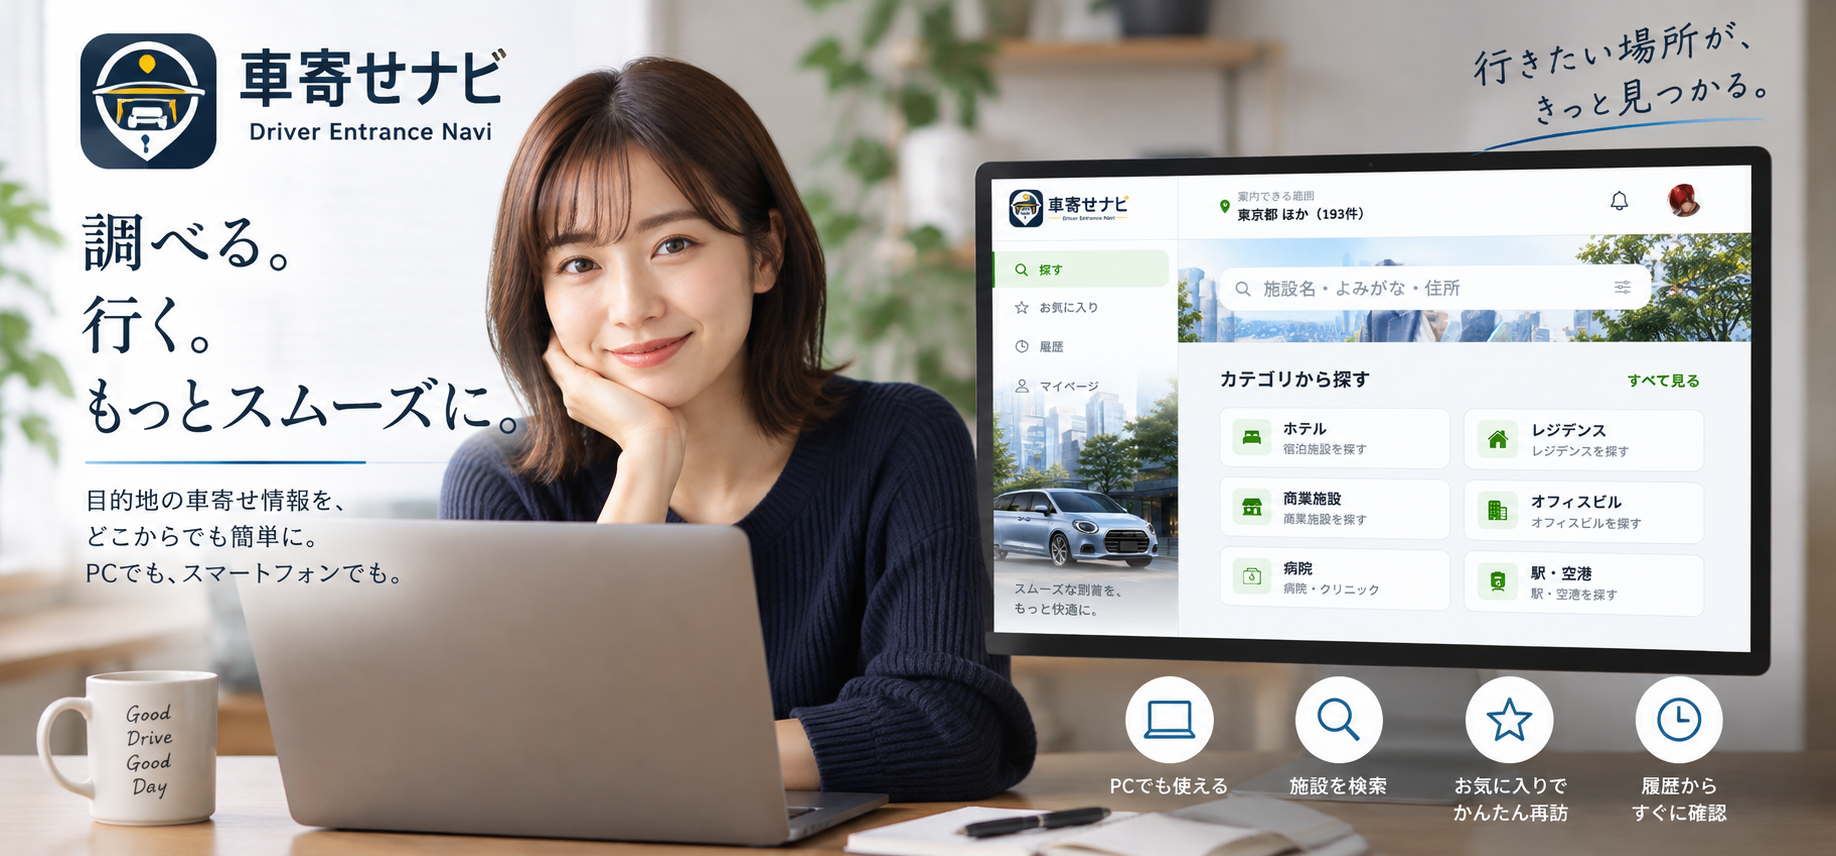 車寄せナビ
Driver Entrance Navi
調べる。
行く。
もっとスムーズに。
目的地の車寄せ情報を、
どこからでも簡単に。
PCでも、スマートフォンでも。
Good
Drive
Good
Day
行きたい場所が、
きっと見つかる。
車寄せナビ
Driver Entrance Navi
案内できる範囲
東京都 ほか（193件）
探す
お気に入り
履歴
マイページ
スムーズな
もっと快適に。
施設名・よみがな・住所
カテゴリから探す
すべて見る
ホテル
宿泊施設を探す
レジデンス
レジデンスを探す
商業施設
商業施設を探す
オフィスビル
オフィスビルを探す
病院
病院・クリニック
駅・空港
駅・空港を探す
PCでも使える
施設を検索
お気に入りで
かんたん再訪
履歴から
すぐに確認